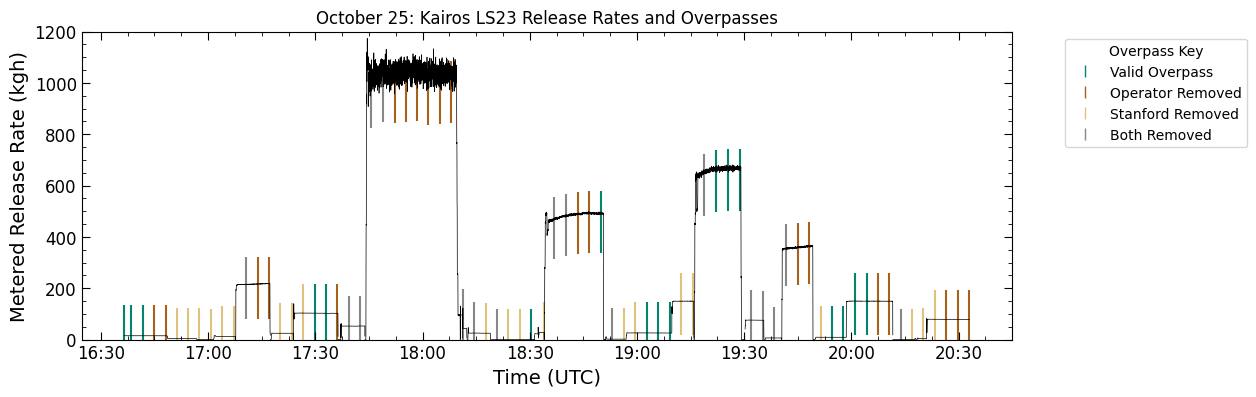 October 25: Kairos LS23 Release Rates and Overpasses
Metered Release Rate (kgh)
1200
1000
800
600
400
200
0
16:30 17:00 17:30 18:00 18:30 19:00 19:30 20:00 20:30
Time (UTC)
Overpass Key
Valid Overpass
Operator Removed
Stanford Removed
Both Removed